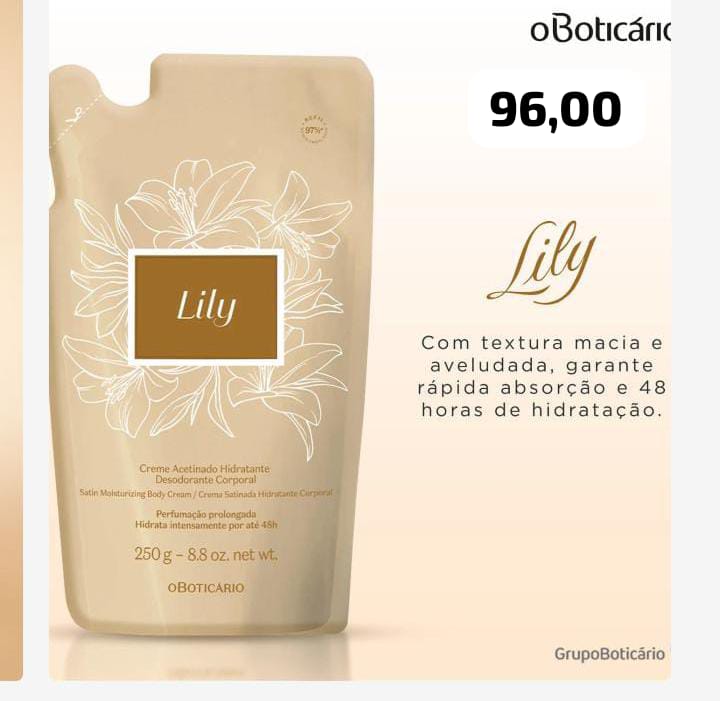 oBoticário
96,00
REFIL
97%*
Lily
Lily
Com textura macia e
aveludada, garante
rápida absorção e 48
horas de hidratação.
Creme Acetinado Hidratante
Desodorante Corporal
Satin Moisturizing Body Cream / Crema Satinada Hidratante Corporal
Perfumação prolongada
Hidrata intensamente por até 48h
250 g – 8.8 oz. net wt.
oBOTICÁRIO
GrupoBoticário